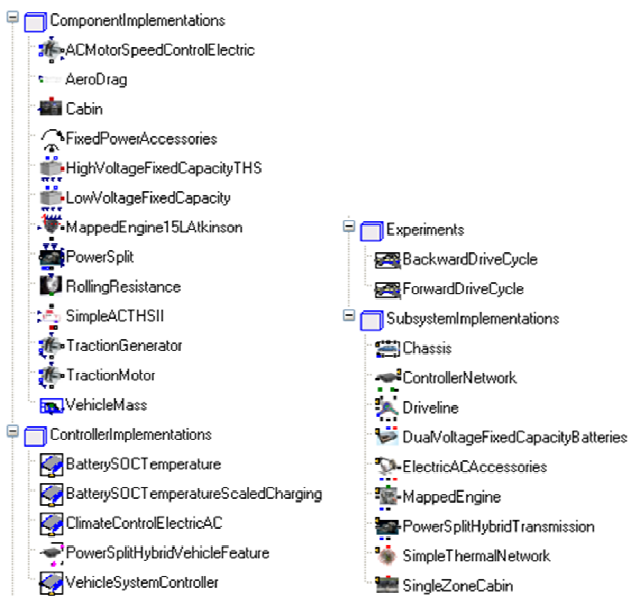 ComponentImplementations
ACMotorSpeedControlElectric
AeroDrag
Cabin
FixedPowerAccessories
HighVoltageFixedCapacityTHS
LowVoltageFixedCapacity
MappedEngine15LAtkinson
PowerSplit
RollingResistance
SimpleACTHSII
TractionGenerator
TractionMotor
VehicleMass
ControllerImplementations
BatterySOCTemperature
BatterySOCTemperatureScaledCharging
ClimateControlElectricAC
PowerSplitHybridVehicleFeature
VehicleSystemController
Experiments
BackwardDriveCycle
ForwardDriveCycle
SubsystemImplementations
Chassis
ControllerNetwork
Driveline
DualVoltageFixedCapacityBatteries
ElectricACAccessories
MappedEngine
PowerSplitHybridTransmission
SimpleThermalNetwork
SingleZoneCabin